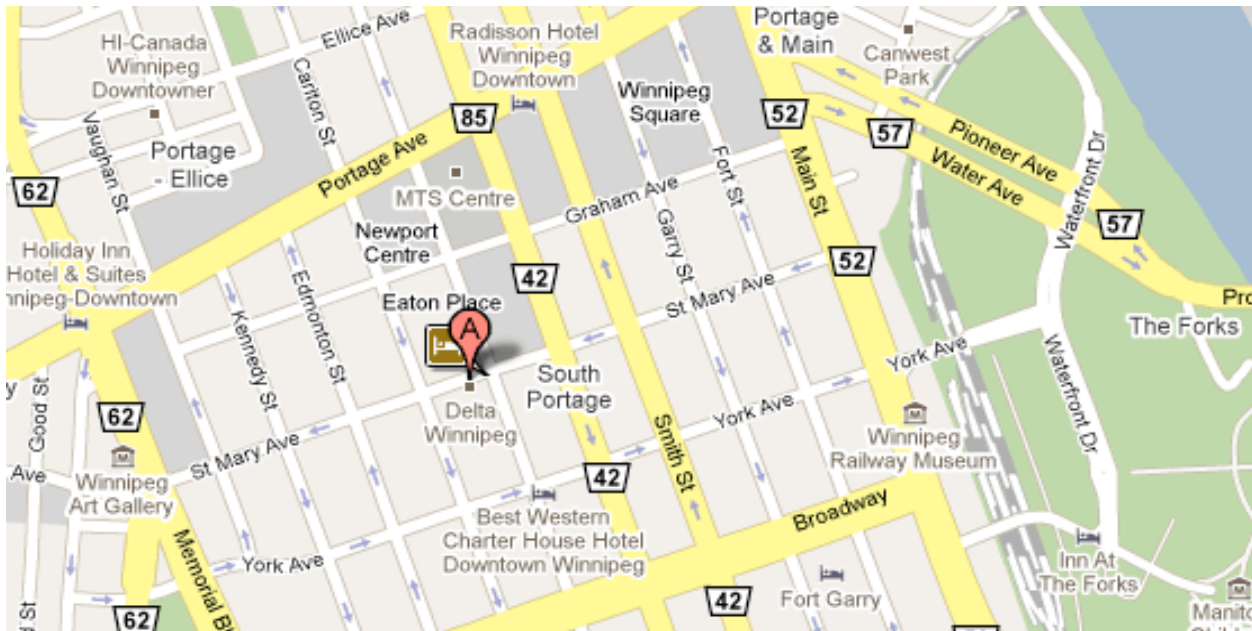 Ellice Ave
Radisson Hotel
Winnipeg
Downtown
Portage
& Main
Canwest
Park
HI-Canada
Winnipeg
Downtowner
Carlton St
Winnipeg
Square
52
85
57
Pioneer Ave
Water Ave
Waterfront Dr
Vaughan St
Portage
- Ellice
Portage Ave
MTS Centre
Fort St
Main St
62
Graham Ave
57
Newport
Centre
Garry St
Holiday Inn
Hotel & Suites
nnipeg-Downtown
Edmonton St
42
52
Eaton Place
St Mary Ave
Pro
The Forks
Kennedy St
A
York Ave
Waterfront Dr
South
Portage
y
Good St
62
Delta
Winnipeg
York Ave
Smith St
Winnipeg
Railway Museum
St Mary Ave
Ave
Winnipeg
Art Gallery
42
Broadway
Best Western
Charter House Hotel
Downtown Winnipeg
Memorial B
York Ave
Inn At
The Forks
Fort Garry
42
62
d St
Manito